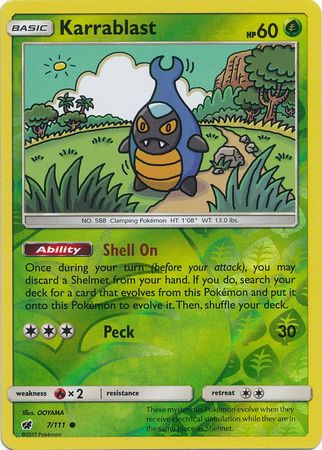 BASIC Karrablast HP60
NO. 588 Clamping Pokémon HT: 1'08" WT: 13.0 lbs.
Ability Shell On
Once during your turn (before your attack), you may
discard a Shelmet from your hand. If you do, search your
deck for a card that evolves from this Pokémon and put it
onto this Pokémon to evolve it. Then, shuffle your deck.
Peck 30
weakness ×2 resistance retreat
Illus. OOYAMA
7/111
©2017 Pokémon
These mysterious Pokémon evolve when they
receive electrical stimulation while they are in
the same place as Shelmet.